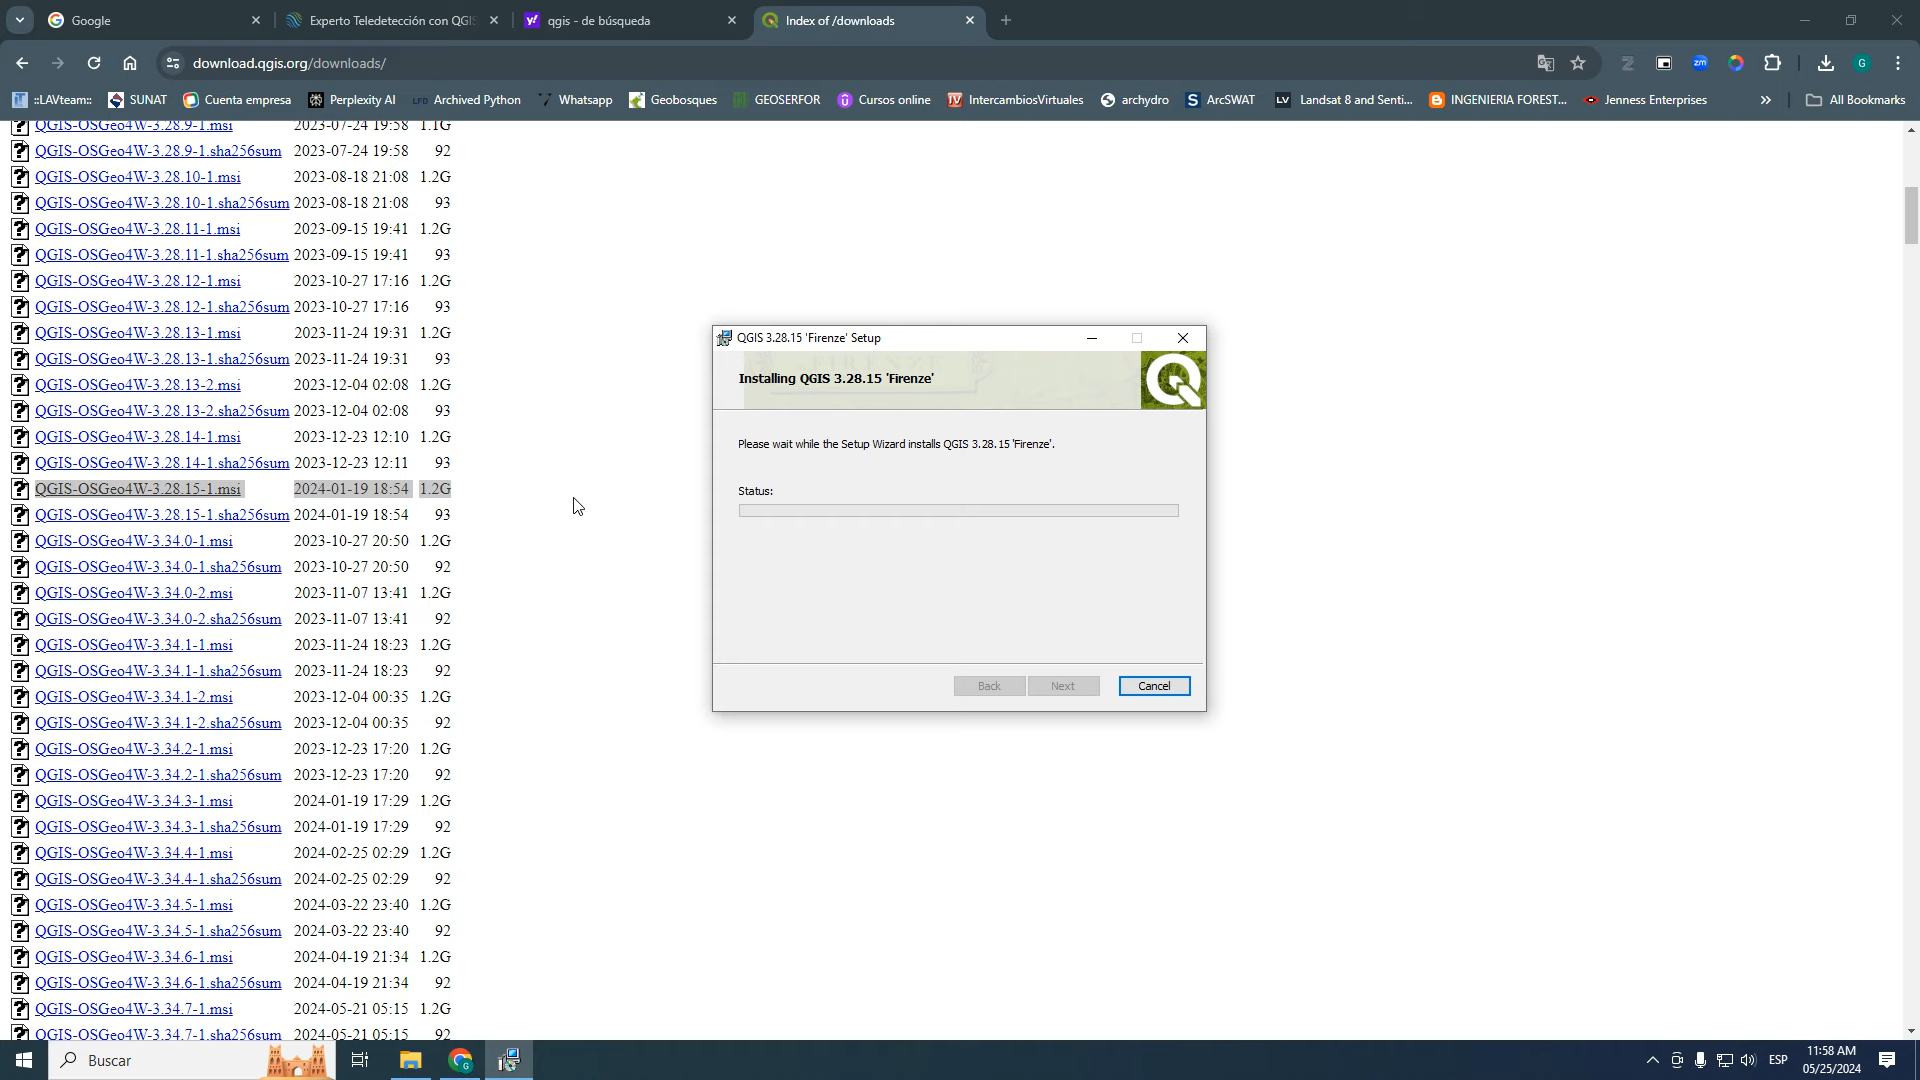 Google
Experto Teledetección con QGIS
qgis - de búsqueda
Index of /downloads
download.qgis.org/downloads/
G
::LAVteam::
SUNAT
Cuenta empresa
Perplexity AI
LFD Archived Python
Whatsapp
Geobosques
GEOSERFOR
Cursos online
IntercambiosVirtuales
archydro
ArcSWAT
Landsat 8 and Senti...
INGENIERIA FOREST...
Jenness Enterprises
»
All Bookmarks
QGIS-OSGeo4W-3.28.9-1.msi 2023-07-24 19:58 1.1G
QGIS-OSGeo4W-3.28.9-1.sha256sum 2023-07-24 19:58 92
QGIS-OSGeo4W-3.28.10-1.msi 2023-08-18 21:08 1.2G
QGIS-OSGeo4W-3.28.10-1.sha256sum 2023-08-18 21:08 93
QGIS-OSGeo4W-3.28.11-1.msi 2023-09-15 19:41 1.2G
QGIS-OSGeo4W-3.28.11-1.sha256sum 2023-09-15 19:41 93
QGIS-OSGeo4W-3.28.12-1.msi 2023-10-27 17:16 1.2G
QGIS-OSGeo4W-3.28.12-1.sha256sum 2023-10-27 17:16 93
QGIS-OSGeo4W-3.28.13-1.msi 2023-11-24 19:31 1.2G
QGIS-OSGeo4W-3.28.13-1.sha256sum 2023-11-24 19:31 93
QGIS-OSGeo4W-3.28.13-2.msi 2023-12-04 02:08 1.2G
QGIS-OSGeo4W-3.28.13-2.sha256sum 2023-12-04 02:08 93
QGIS-OSGeo4W-3.28.14-1.msi 2023-12-23 12:10 1.2G
QGIS-OSGeo4W-3.28.14-1.sha256sum 2023-12-23 12:11 93
QGIS-OSGeo4W-3.28.15-1.msi 2024-01-19 18:54 1.2G
QGIS-OSGeo4W-3.28.15-1.sha256sum 2024-01-19 18:54 93
QGIS-OSGeo4W-3.34.0-1.msi 2023-10-27 20:50 1.2G
QGIS-OSGeo4W-3.34.0-1.sha256sum 2023-10-27 20:50 92
QGIS-OSGeo4W-3.34.0-2.msi 2023-11-07 13:41 1.2G
QGIS-OSGeo4W-3.34.0-2.sha256sum 2023-11-07 13:41 92
QGIS-OSGeo4W-3.34.1-1.msi 2023-11-24 18:23 1.2G
QGIS-OSGeo4W-3.34.1-1.sha256sum 2023-11-24 18:23 92
QGIS-OSGeo4W-3.34.1-2.msi 2023-12-04 00:35 1.2G
QGIS-OSGeo4W-3.34.1-2.sha256sum 2023-12-04 00:35 92
QGIS-OSGeo4W-3.34.2-1.msi 2023-12-23 17:20 1.2G
QGIS-OSGeo4W-3.34.2-1.sha256sum 2023-12-23 17:20 92
QGIS-OSGeo4W-3.34.3-1.msi 2024-01-19 17:29 1.2G
QGIS-OSGeo4W-3.34.3-1.sha256sum 2024-01-19 17:29 92
QGIS-OSGeo4W-3.34.4-1.msi 2024-02-25 02:29 1.2G
QGIS-OSGeo4W-3.34.4-1.sha256sum 2024-02-25 02:29 92
QGIS-OSGeo4W-3.34.5-1.msi 2024-03-22 23:40 1.2G
QGIS-OSGeo4W-3.34.5-1.sha256sum 2024-03-22 23:40 92
QGIS-OSGeo4W-3.34.6-1.msi 2024-04-19 21:34 1.2G
QGIS-OSGeo4W-3.34.6-1.sha256sum 2024-04-19 21:34 92
QGIS-OSGeo4W-3.34.7-1.msi 2024-05-21 05:15 1.2G
QGIS-OSGeo4W-3.34.7-1.sha256sum 2024-05-21 05:15 92
QGIS 3.28.15 'Firenze' Setup
FIRENZE
Installing QGIS 3.28.15 'Firenze'
Please wait while the Setup Wizard installs QGIS 3.28.15 'Firenze'.
Status:
Back
Next
Cancel
Buscar
ESP
11:58 AM
05/25/2024